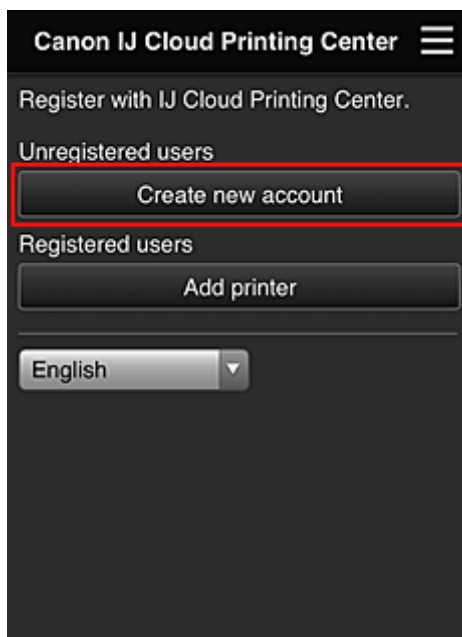 Canon IJ Cloud Printing Center
Register with IJ Cloud Printing Center.
Unregistered users
Create new account
Registered users
Add printer
English